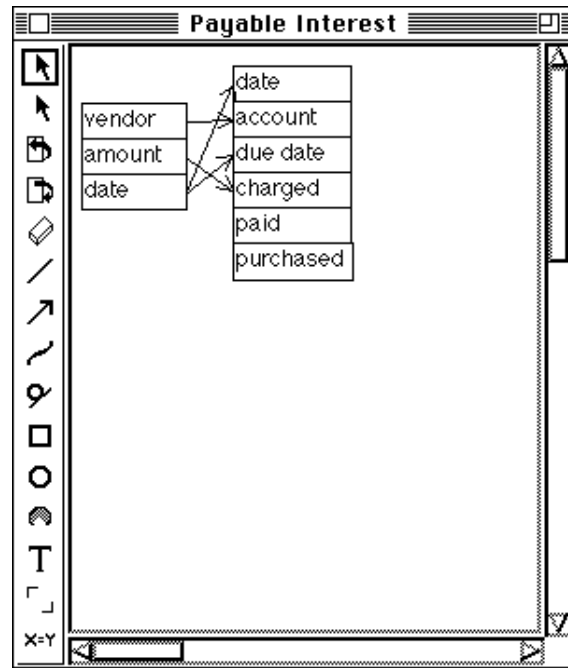 Payable Interest
vendor
amount
date
date
account
due date
charged
paid
purchased
T
X=Y